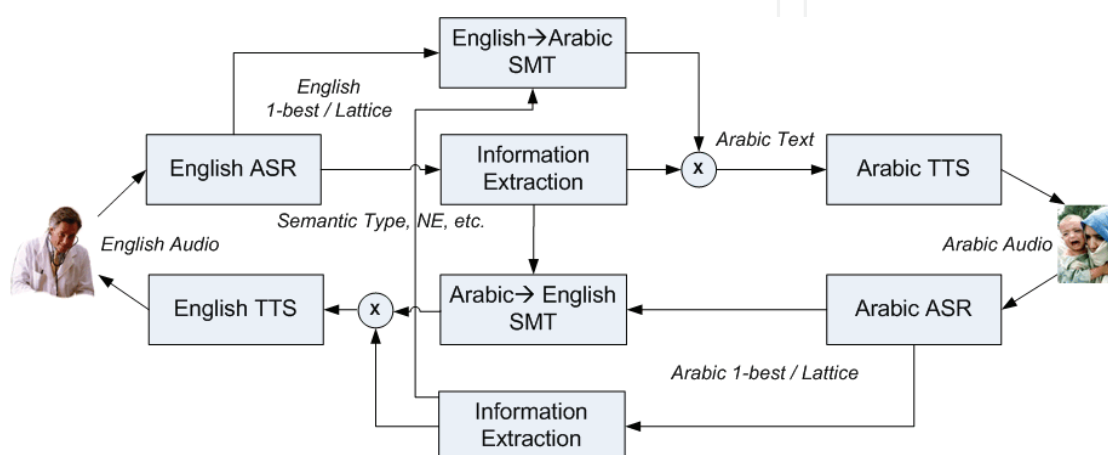 English→Arabic
SMT
English
1-best / Lattice
English ASR
Information
Extraction
X
Arabic Text
Arabic TTS
Semantic Type, NE, etc.
English Audio
Arabic Audio
English TTS
X
Arabic→ English
SMT
Arabic ASR
Arabic 1-best / Lattice
Information
Extraction